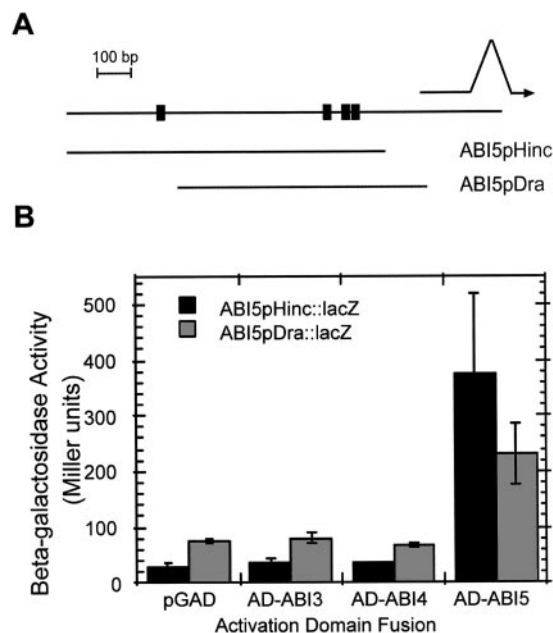 A
100 bp
ABI5pHinc
ABI5pDra
B
Beta-galactosidase Activity
(Miller units)
500
400
300
200
100
0
ABI5pHinc::lacZ
ABI5pDra::lacZ
pGAD AD-ABI3 AD-ABI4 AD-ABI5
Activation Domain Fusion